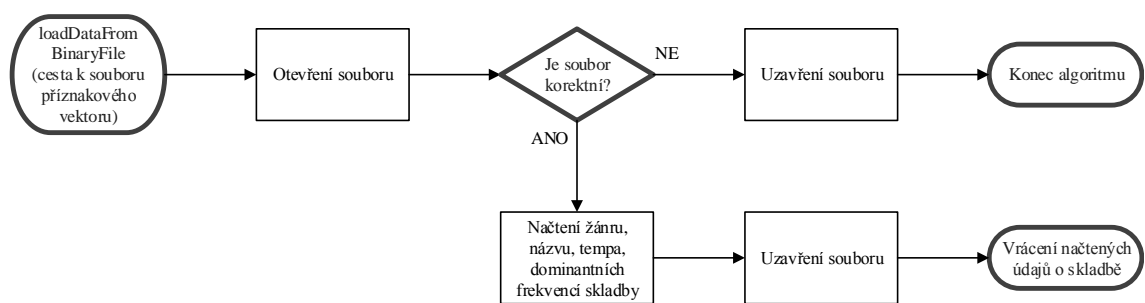 loadDataFrom
BinaryFile
(cesta k souboru
příznakového
vektoru)
Otevření souboru
Je soubor
korektní?
NE
Uzavření souboru
Konec algoritmu
ANO
Načtení žánru,
názvu, tempa,
dominantních
frekvencí skladby
Uzavření souboru
Vrácení načtených
údajů o skladbě